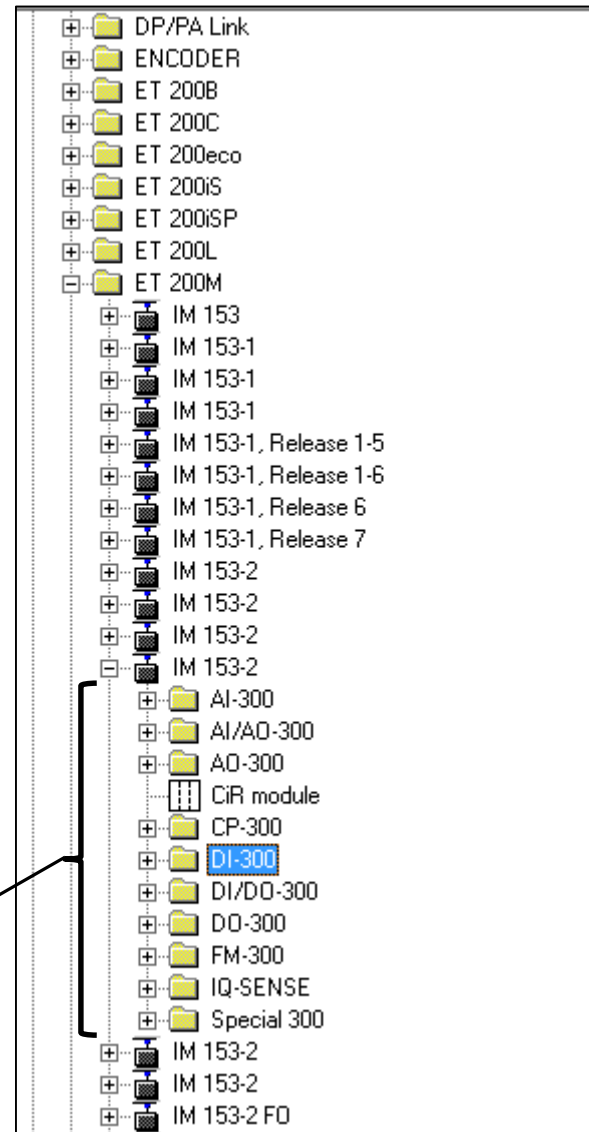 DP/PA Link
ENCODER
ET 200B
ET 200C
ET 200eco
ET 200iS
ET 200iSP
ET 200L
ET 200M
IM 153
IM 153-1
IM 153-1
IM 153-1
IM 153-1, Release 1-5
IM 153-1, Release 1-6
IM 153-1, Release 6
IM 153-1, Release 7
IM 153-2
IM 153-2
IM 153-2
IM 153-2
AI-300
AI/AO-300
AO-300
CiR module
CP-300
DI-300
DI/DO-300
DO-300
FM-300
IQ-SENSE
Special 300
IM 153-2
IM 153-2
IM 153-2 FO